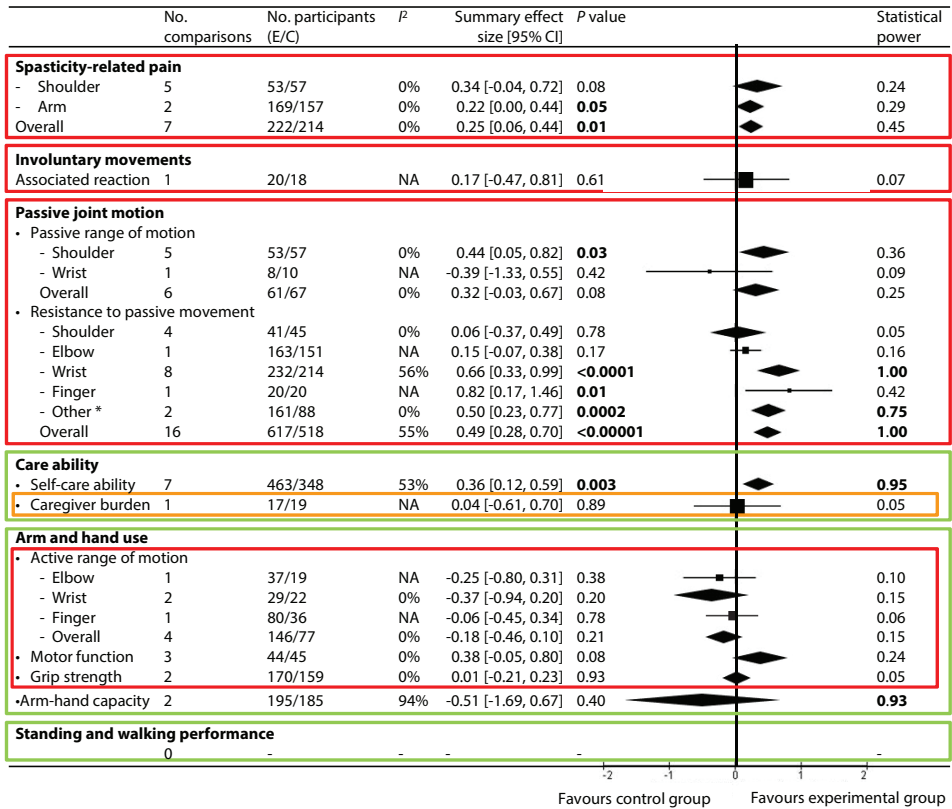 No. comparisons No. participants (E/C) I² Summary effect size [95% CI] P value Statistical power
Spasticity-related pain
- Shoulder 5 53/57 0% 0.34 [-0.04, 0.72] 0.08 0.24
- Arm 2 169/157 0% 0.22 [0.00, 0.44] 0.05 0.29
Overall 7 222/214 0% 0.25 [0.06, 0.44] 0.01 0.45
Involuntary movements
Associated reaction 1 20/18 NA 0.17 [-0.47, 0.81] 0.61 0.07
Passive joint motion
• Passive range of motion
- Shoulder 5 53/57 0% 0.44 [0.05, 0.82] 0.03 0.36
- Wrist 1 8/10 NA -0.39 [-1.33, 0.55] 0.42 0.09
Overall 6 61/67 0% 0.32 [-0.03, 0.67] 0.08 0.25
• Resistance to passive movement
- Shoulder 4 41/45 0% 0.06 [-0.37, 0.49] 0.78 0.05
- Elbow 1 163/151 NA 0.15 [-0.07, 0.38] 0.17 0.16
- Wrist 8 232/214 56% 0.66 [0.33, 0.99] <0.0001 1.00
- Finger 1 20/20 NA 0.82 [0.17, 1.46] 0.01 0.42
- Other * 2 161/88 0% 0.50 [0.23, 0.77] 0.0002 0.75
Overall 16 617/518 55% 0.49 [0.28, 0.70] <0.00001 1.00
Care ability
• Self-care ability 7 463/348 53% 0.36 [0.12, 0.59] 0.003 0.95
• Caregiver burden 1 17/19 NA 0.04 [-0.61, 0.70] 0.89 0.05
Arm and hand use
• Active range of motion
- Elbow 1 37/19 NA -0.25 [-0.80, 0.31] 0.38 0.10
- Wrist 2 29/22 0% -0.37 [-0.94, 0.20] 0.20 0.15
- Finger 1 80/36 NA -0.06 [-0.45, 0.34] 0.78 0.06
- Overall 4 146/77 0% -0.18 [-0.46, 0.10] 0.21 0.15
• Motor function 3 44/45 0% 0.38 [-0.05, 0.80] 0.08 0.24
• Grip strength 2 170/159 0% 0.01 [-0.21, 0.23] 0.93 0.05
•Arm-hand capacity 2 195/185 94% -0.51 [-1.69, 0.67] 0.40 0.93
Standing and walking performance
0 - - - - -
-2 -1 0 1 2
Favours control group Favours experimental group